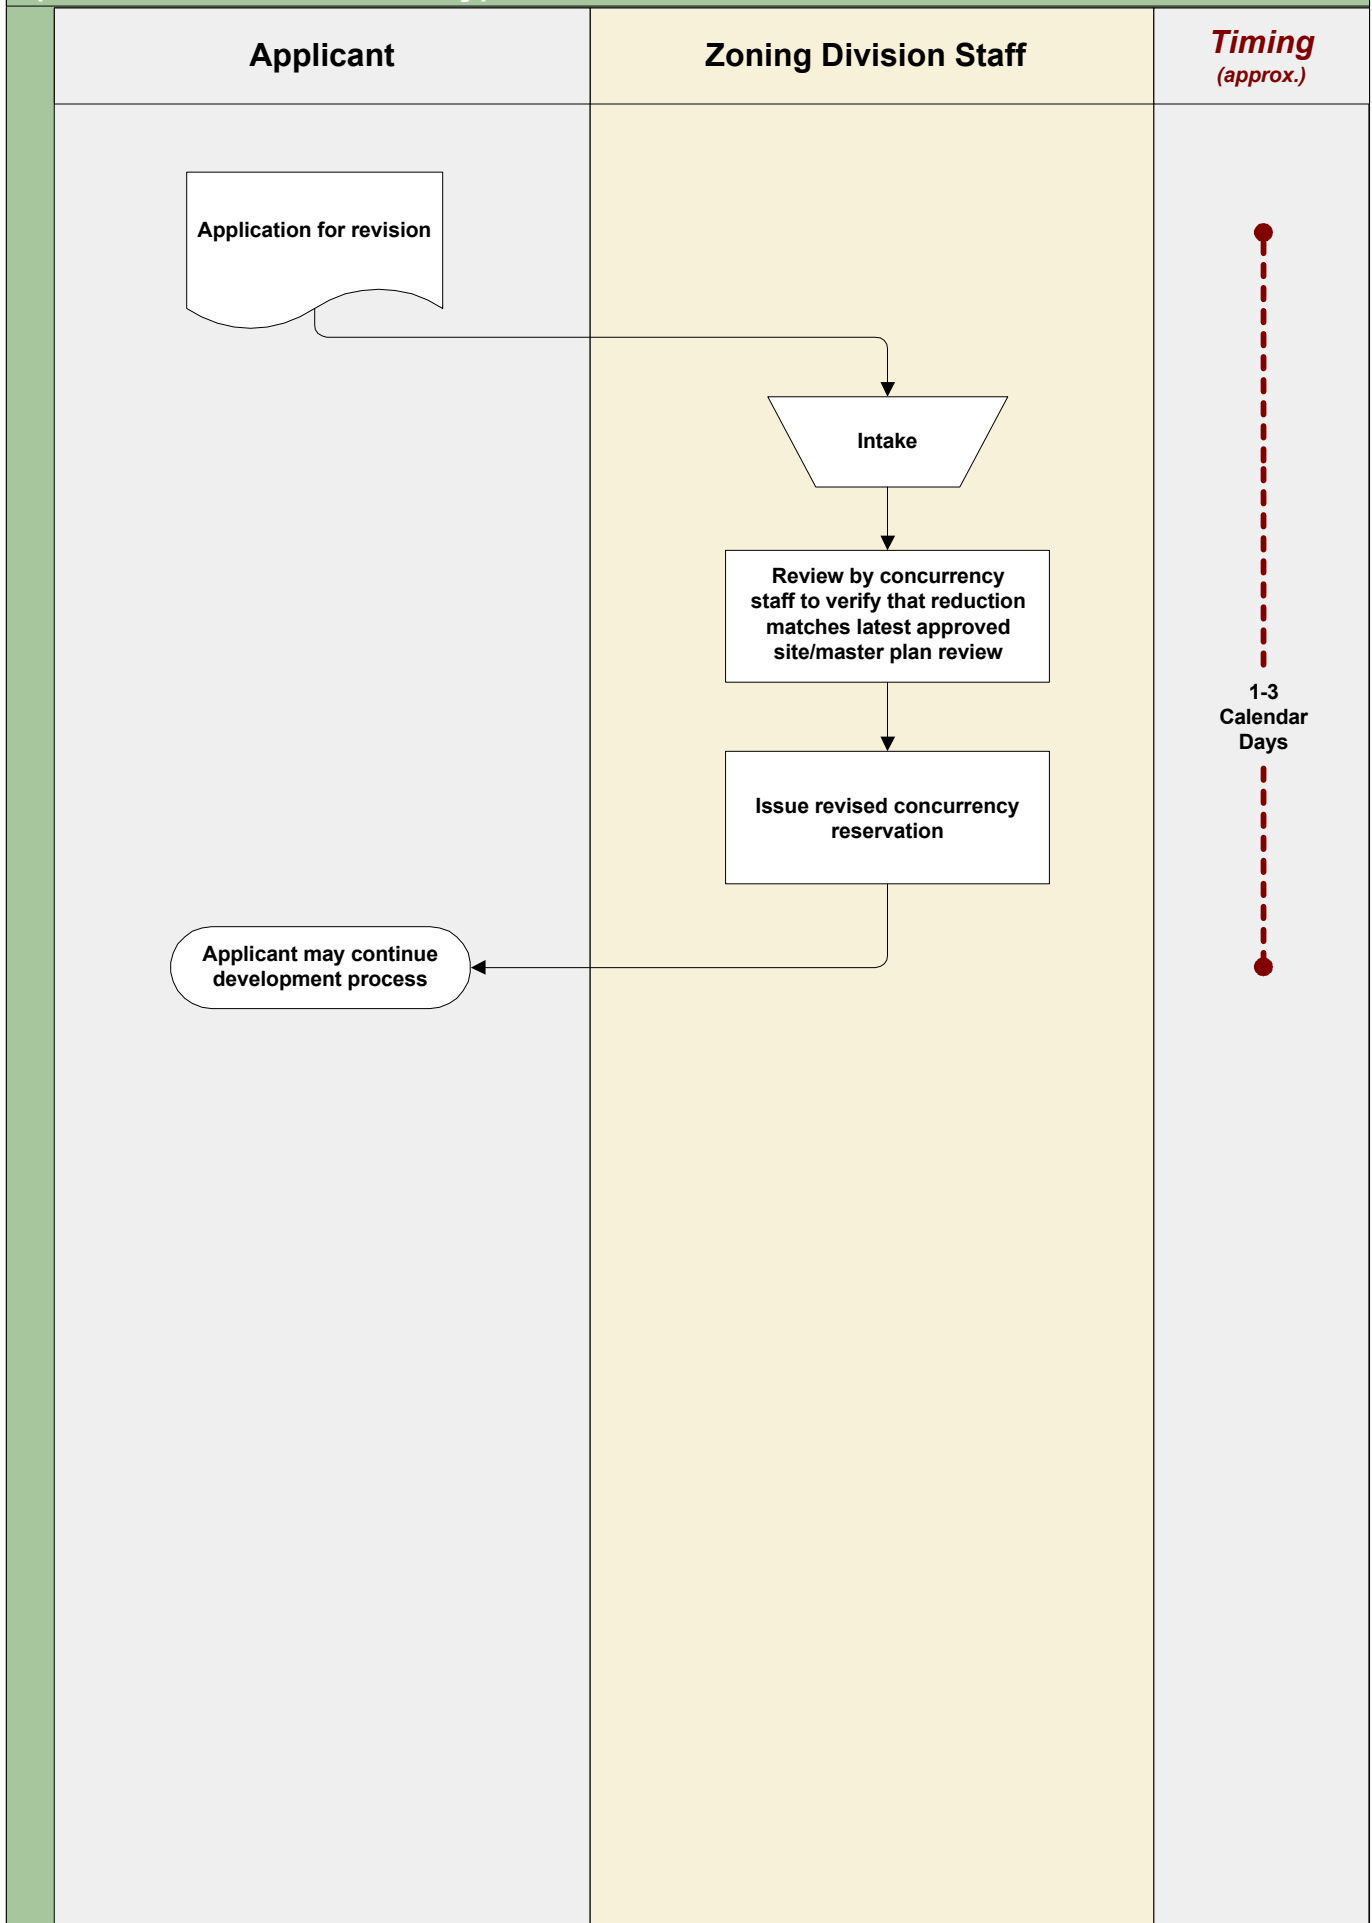 Applicant
Zoning Division Staff
Timing
(approx.)
Application for revision
Intake
Review by concurrency
staff to verify that reduction
matches latest approved
site/master plan review
1-3
Calendar
Days
Issue revised concurrency
reservation
Applicant may continue
development process